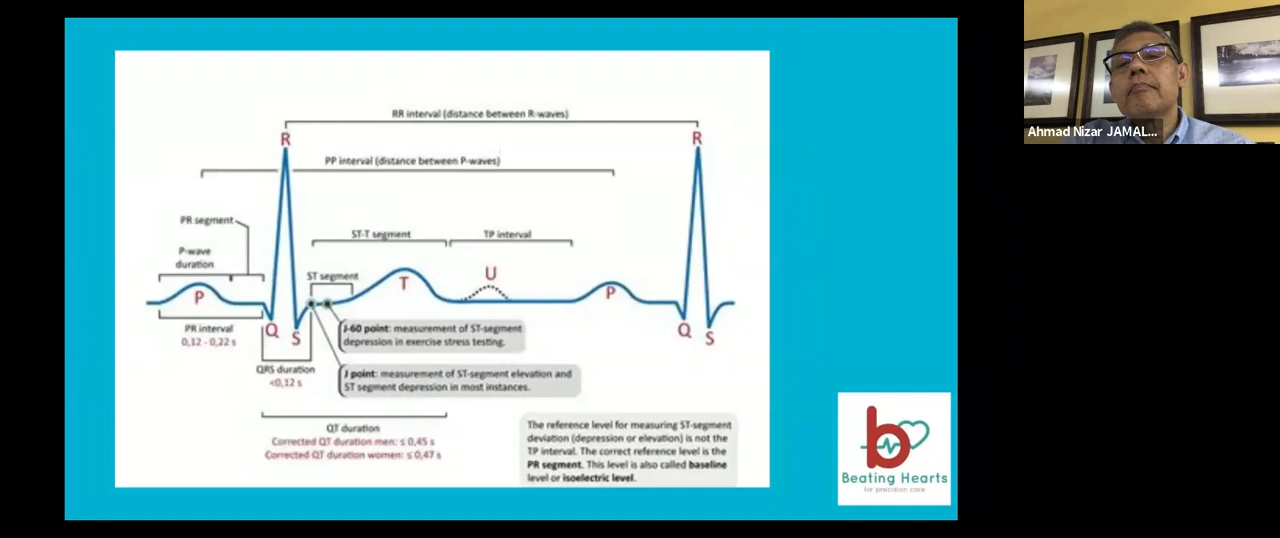 RR interval (distance between R-waves)
R
R
PP interval (distance between P-waves)
PR segment
P-wave
duration
ST-T segment
TP interval
ST segment
P
T
U
P
Q
S
Q
S
PR interval
0,12 - 0,22 s
J-60 point: measurement of ST-segment
depression in exercise stress testing.
QRS duration
<0,12 s
J point: measurement of ST-segment elevation and
ST segment depression in most instances.
QT duration
Corrected QT duration men: ≤ 0,45 s
Corrected QT duration women: ≤ 0,47 s
The reference level for measuring ST-segment
deviation (depression or elevation) is not the
TP interval. The correct reference level is the
PR segment. This level is also called baseline
level or isoelectric level.
b
Beating Hearts
for precision care
Ahmad Nizar JAMAL...